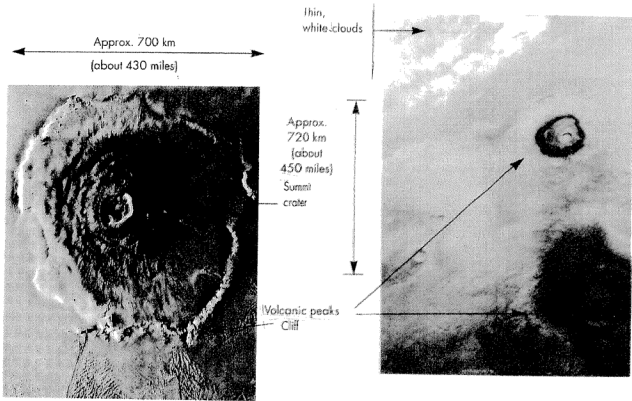 Approx. 700 km
(about 430 miles)
Thin,
white clouds
Approx.
720 km
(about
450 miles)
Summit
crater
Volcanic peaks
Cliff